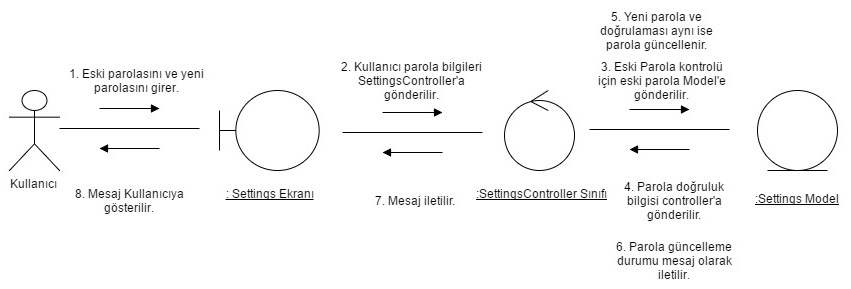 5. Yeni parola ve
doğrulaması aynı ise
parola güncellenir.
1. Eski parolasını ve yeni
parolasını girer.
2. Kullanıcı parola bilgileri
SettingsController'a
gönderilir.
3. Eski Parola kontrolü
için eski parola Model'e
gönderilir.
Kullanıcı
8. Mesaj Kullanıcıya
gösterilir.
: Settings Ekranı
7. Mesaj iletilir.
:SettingsController Sınıfı
4. Parola doğruluk
bilgisi controller'a
gönderilir.
:Settings Model
6. Parola güncelleme
durumu mesaj olarak
iletilir.